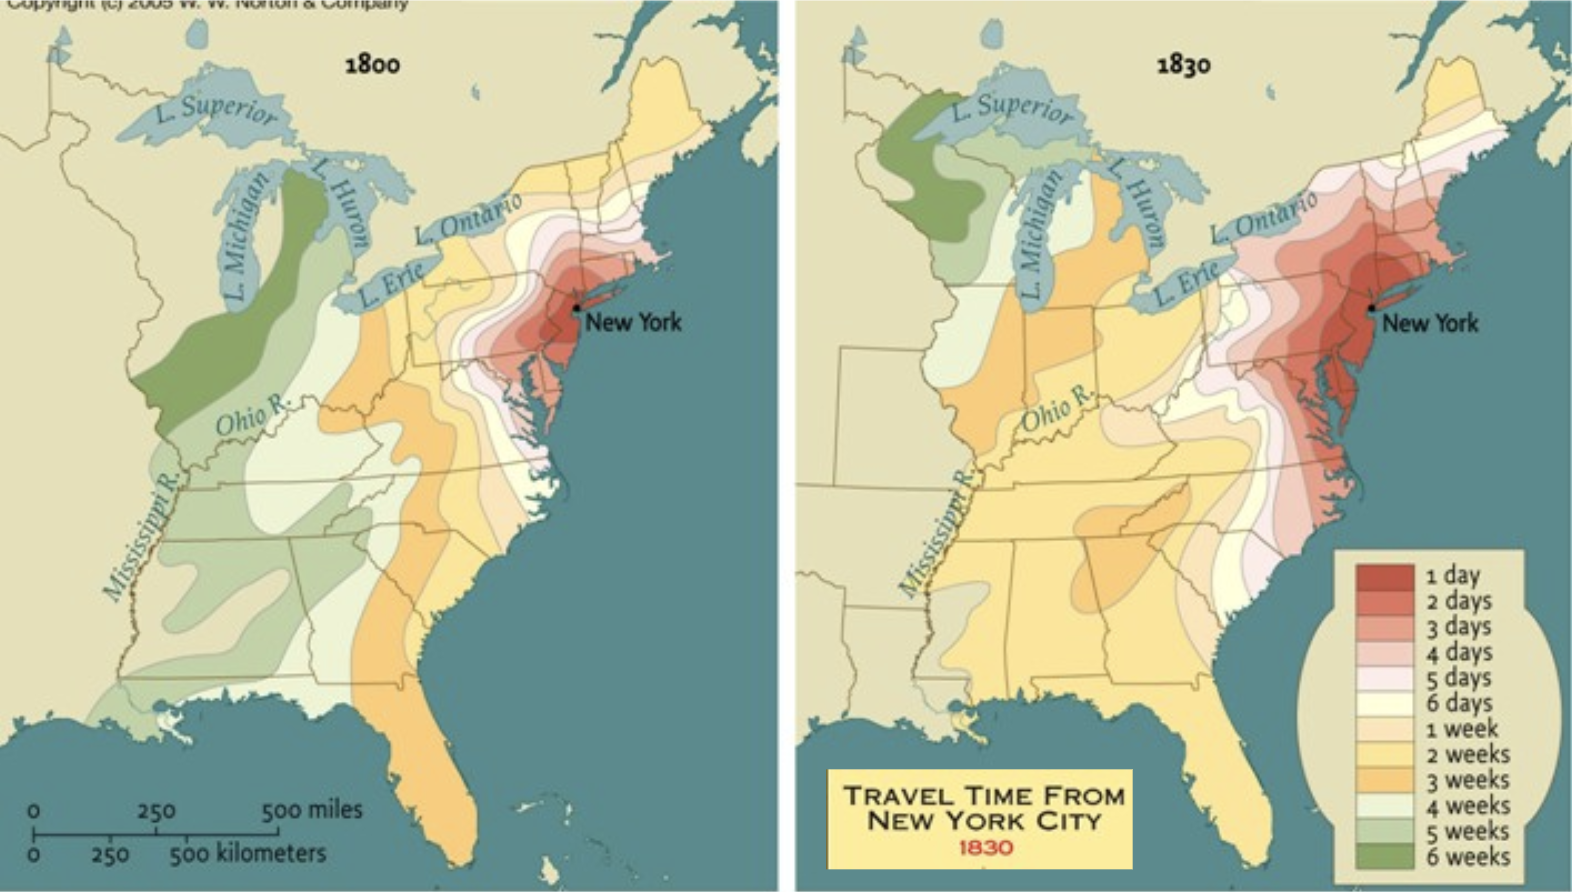 Copyright (c) 2005 W. W. Norton & Company
1800
L. Superior
L. Michigan
L. Huron
L. Ontario
L. Erie
New York
Ohio R.
Mississippi R.
0 250 500 miles
0 250 500 kilometers
1830
L. Superior
L. Michigan
L. Huron
L. Ontario
L. Erie
New York
Ohio R.
Mississippi R.
1 day
2 days
3 days
4 days
5 days
6 days
1 week
2 weeks
3 weeks
4 weeks
5 weeks
6 weeks
TRAVEL TIME FROM
NEW YORK CITY
1830